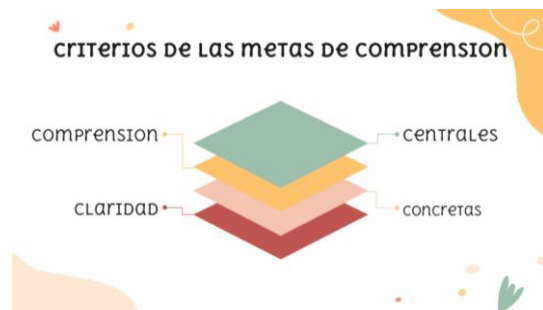 criterios de las metas de comprension
comprension
centrales
claridad
concretas